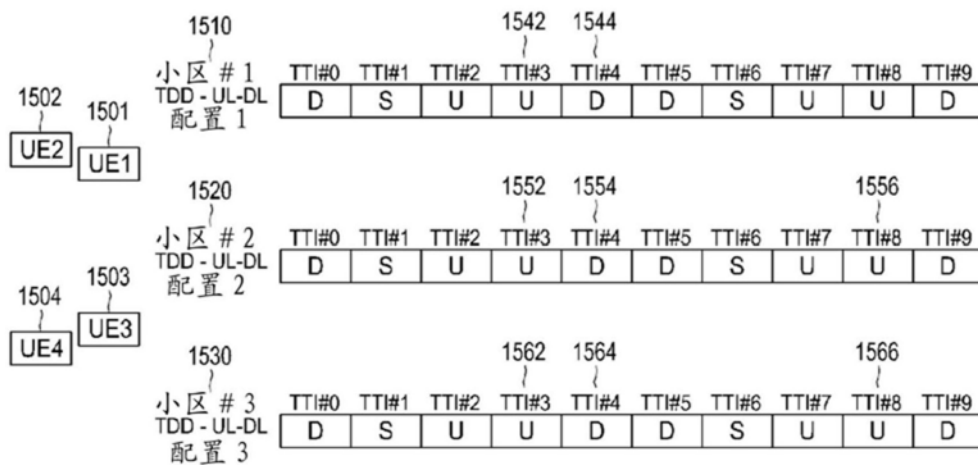 1510 1542 1544
小区 # 1 TTI#0 TTI#1 TTI#2 TTI#3 TTI#4 TTI#5 TTI#6 TTI#7 TTI#8 TTI#9
TDD - UL-DL D S U U D D S U U D
配置 1
1502
1501
UE2
UE1
1520 1552 1554 1556
小区 # 2 TTI#0 TTI#1 TTI#2 TTI#3 TTI#4 TTI#5 TTI#6 TTI#7 TTI#8 TTI#9
TDD - UL-DL D S U U D D S U U D
配置 2
1504
1503
UE4
UE3
1530 1562 1564 1566
小区 # 3 TTI#0 TTI#1 TTI#2 TTI#3 TTI#4 TTI#5 TTI#6 TTI#7 TTI#8 TTI#9
TDD - UL-DL D S U U D D S U U D
配置 3